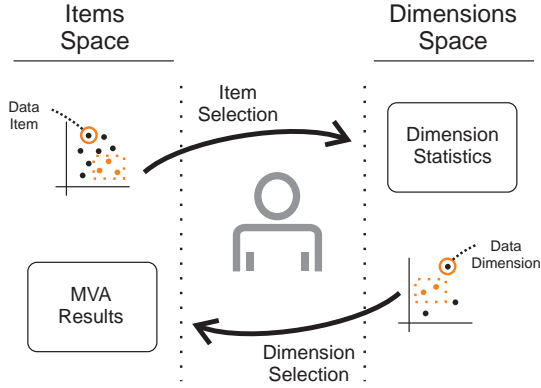 Items
Space
Dimensions
Space
Data
Item
Item
Selection
Dimension
Statistics
MVA
Results
Data
Dimension
Dimension
Selection